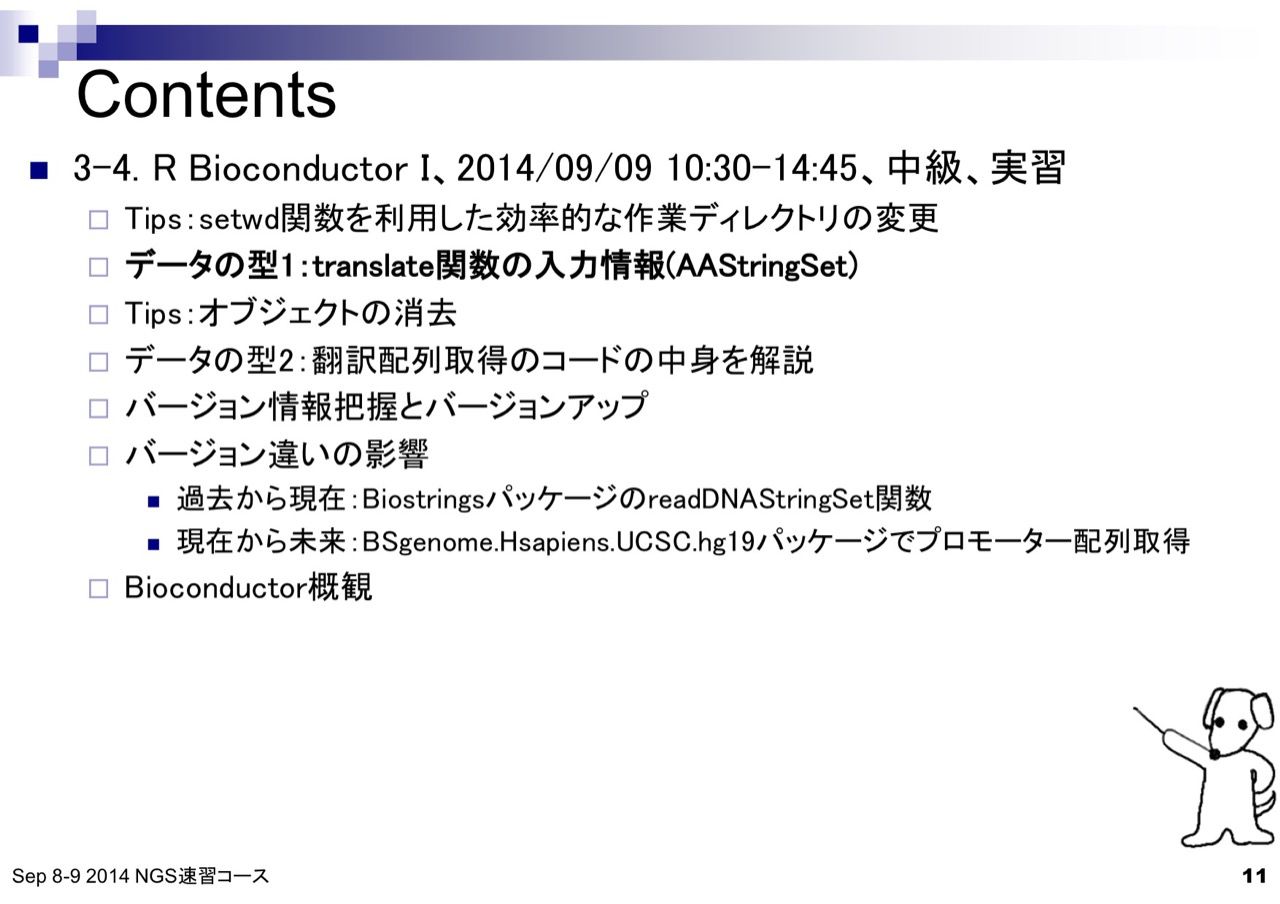 Contents
3-4. R Bioconductor I、2014/09/09 10:30-14:45、中級、実習
Tips:setwd関数を利用した効率的な作業ディレクトリの変更
データの型1:translate関数の入力情報(AAStringSet)
Tips:オブジェクトの消去
データの型2:翻訳配列取得のコードの中身を解説
バージョン情報把握とバージョンアップ
バージョン違いの影響
過去から現在:BiostringsパッケージのreadDNAStringSet関数
現在から未来:BSgenome.Hsapiens.UCSC.hg19パッケージでプロモーター配列取得
Bioconductor概観
Sep 8-9 2014 NGS速習コース
11